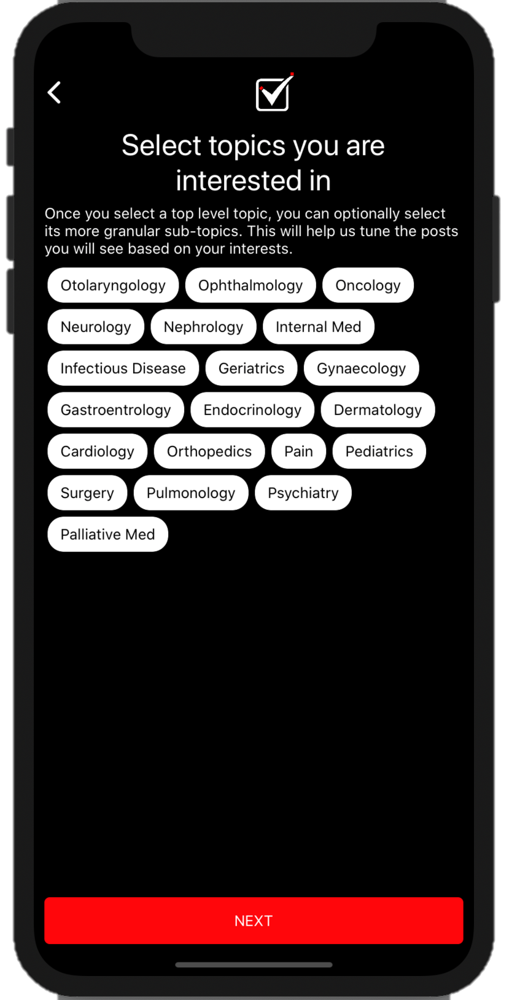 Select topics you are
interested in
Once you select a top level topic, you can optionally select
its more granular sub-topics. This will help us tune the posts
you will see based on your interests.
Otolaryngology Ophthalmology Oncology
Neurology Nephrology Internal Med
Infectious Disease Geriatrics Gynaecology
Gastroentrology Endocrinology Dermatology
Cardiology Orthopedics Pain Pediatrics
Surgery Pulmonology Psychiatry
Palliative Med
NEXT